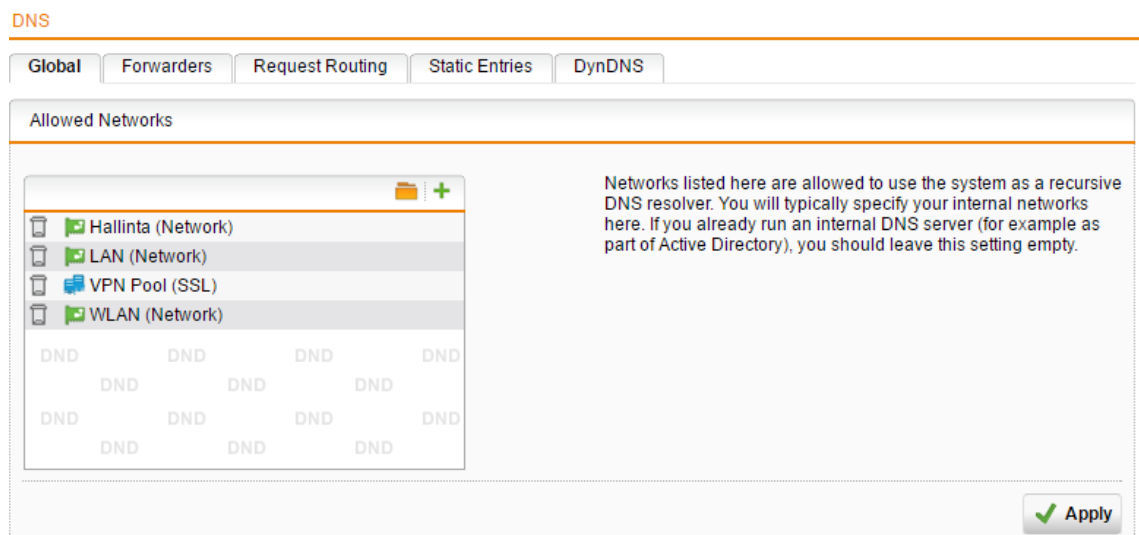 DNS
Global Forwarders Request Routing Static Entries DynDNS
Allowed Networks
Hallinta (Network)
LAN (Network)
VPN Pool (SSL)
WLAN (Network)
DND DND DND DND
DND DND DND
DND DND DND DND
DND DND DND
Networks listed here are allowed to use the system as a recursive
DNS resolver. You will typically specify your internal networks
here. If you already run an internal DNS server (for example as
part of Active Directory), you should leave this setting empty.
Apply